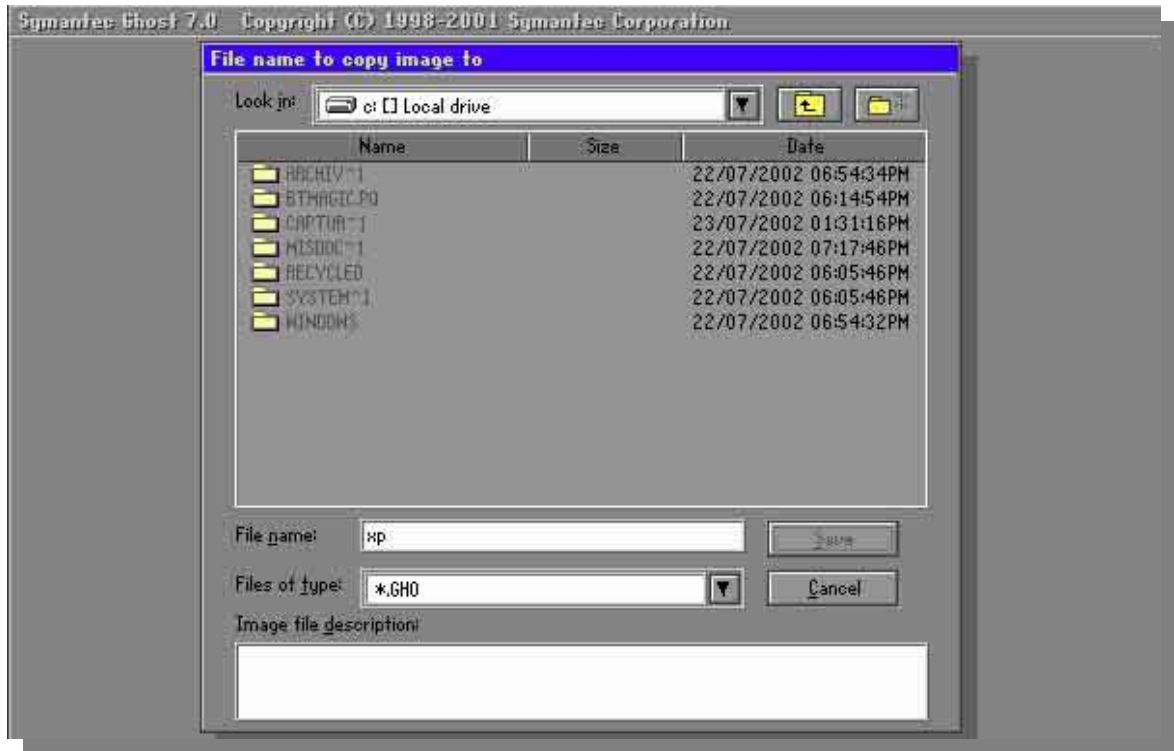 Symantec Ghost 7.0 Copyright (C) 1998-2001 Symantec Corporation
File name to copy image to
Look in: c: [] Local drive
Name Size Date
ARCHIV~1 22/07/2002 06:54:34PM
BTMAGIC.PQ 22/07/2002 06:14:54PM
CAPTUR~1 23/07/2002 01:31:16PM
MISDOC~1 22/07/2002 07:17:46PM
RECYCLED 22/07/2002 06:05:46PM
SYSTEM~1 22/07/2002 06:05:46PM
WINDOWS 22/07/2002 06:54:32PM
File name: xp Save
Files of type: *.GHO Cancel
Image file description: